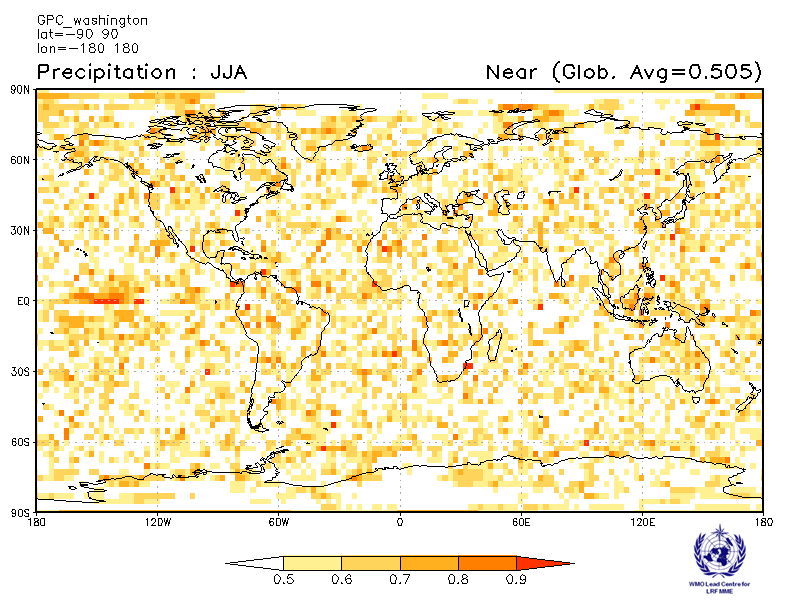 GPC_washington
lat=-90 90
lon=-180 180
Precipitation : JJA Near (Glob. Avg=0.505)
90N
60N
30N
EQ
30S
60S
90S
180 120W 60W 0 60E 120E 180
0.5 0.6 0.7 0.8 0.9
WMO Lead Centre for
LRF MME